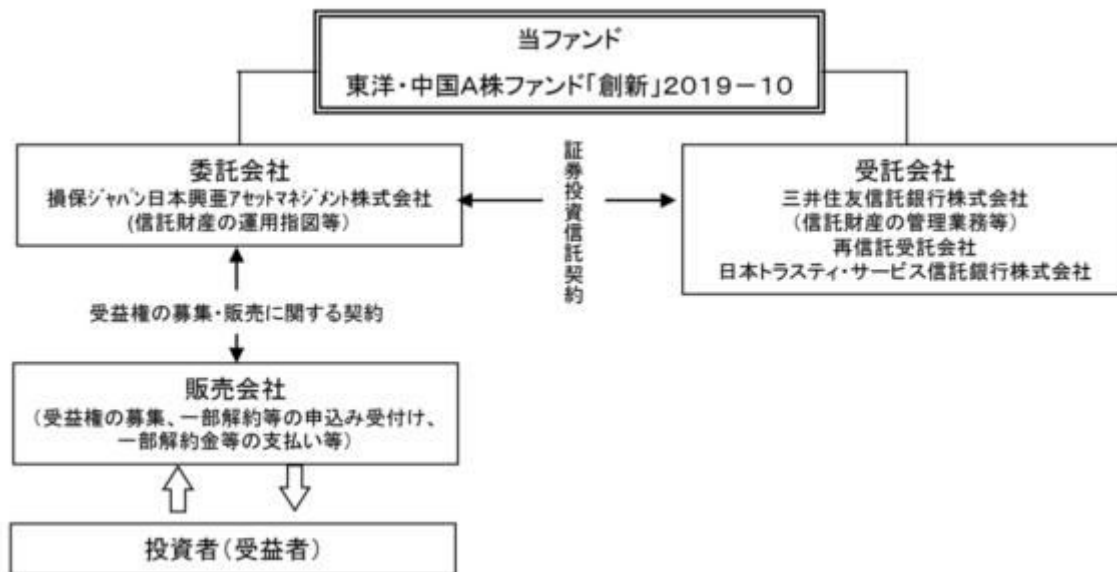 当ファンド
東洋・中国A株ファンド「創新」2019－10
委託会社
損保ｼﾞｬﾊﾟﾝ日本興亜ｱｾｯﾄﾏﾈｼﾞﾒﾝﾄ株式会社
(信託財産の運用指図等)
証券投資信託契約
受託会社
三井住友信託銀行株式会社
(信託財産の管理業務等)
再信託受託会社
日本トラスティ・サービス信託銀行株式会社
受益権の募集・販売に関する契約
販売会社
(受益権の募集、一部解約等の申込み受付け、
一部解約金等の支払い等)
投資者(受益者)